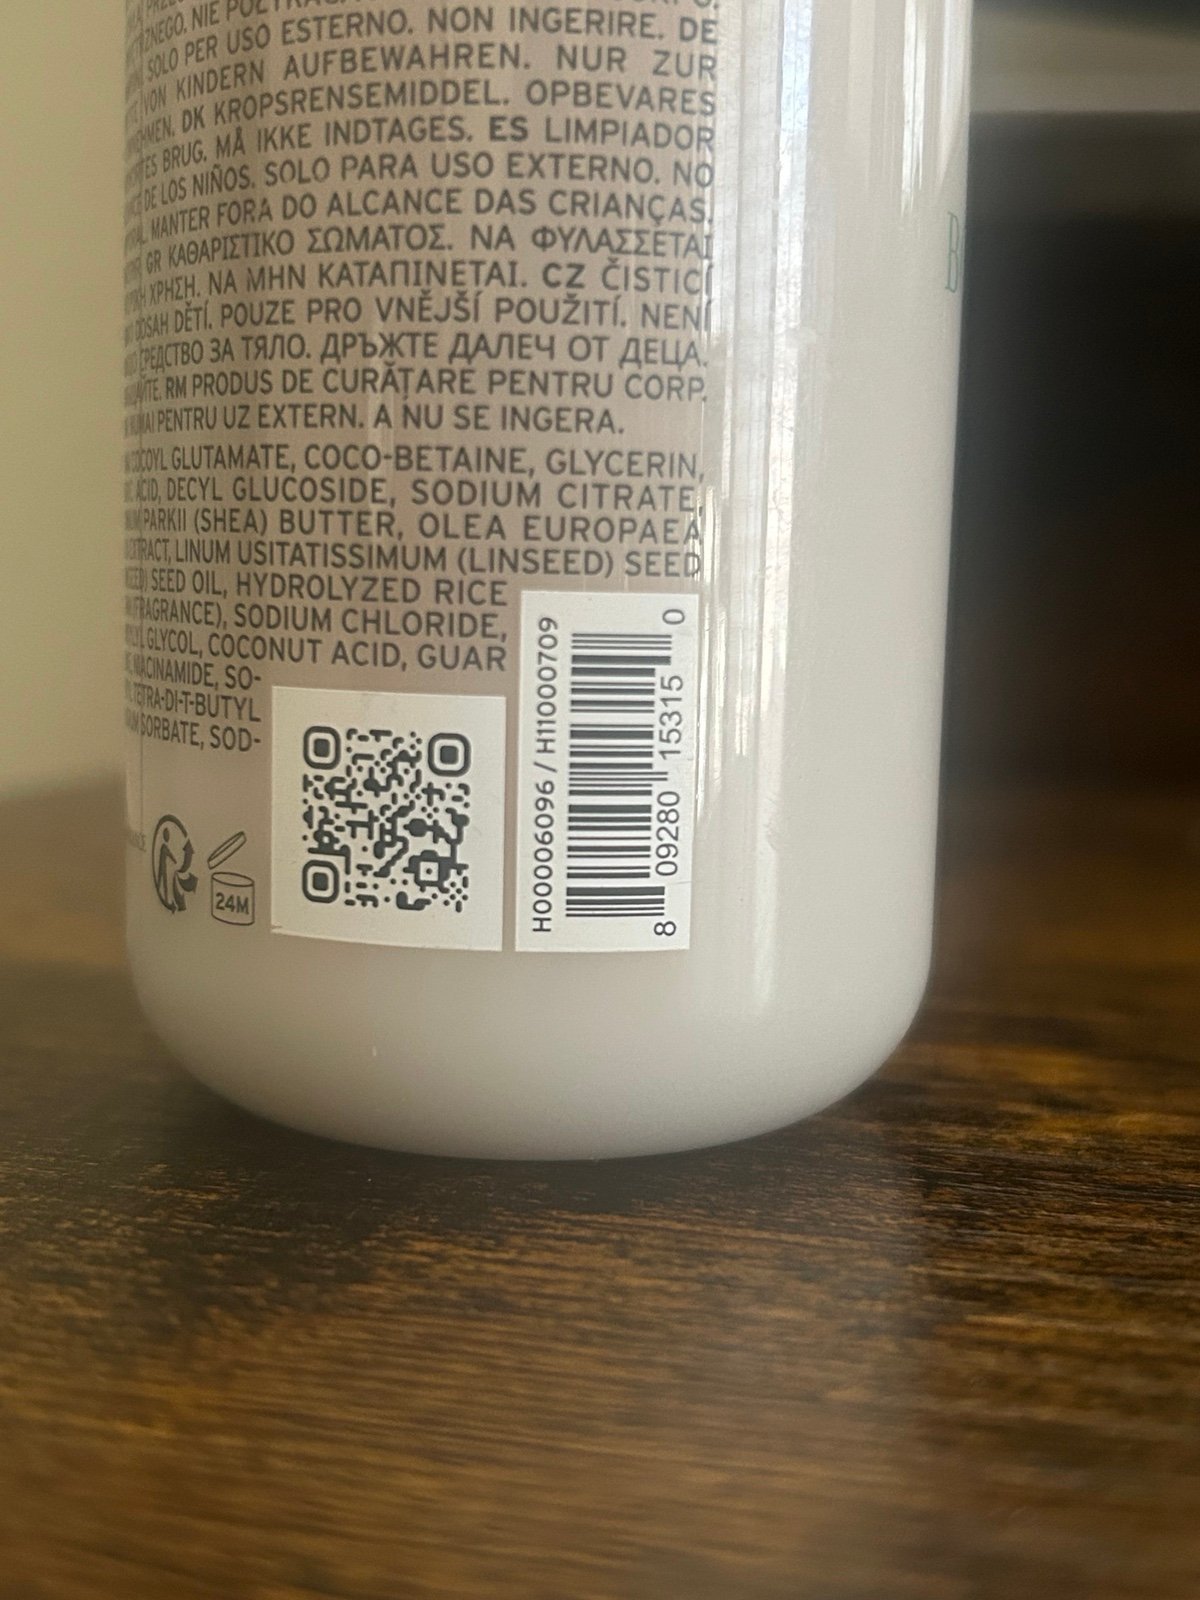 SOLO PER USO ESTERNO. NON INGERIRE. DE
VON KINDERN AUFBEWAHREN. NUR ZUR
DK KROPSRENSEMIDDEL. OPBEVARES
BRUG. MÅ IKKE INDTAGES. ES LIMPIADOR
DE LOS NIÑOS. SOLO PARA USO EXTERNO. NO
MANTER FORA DO ALCANCE DAS CRIANÇAS.
GR ΚΑΘΑΡΙΣΤΙΚΟ ΣΩΜΑΤΟΣ. ΝΑ ΦΥΛΑΣΣΕΤΑΙ
ΧΡΗΣΗ. ΝΑ ΜΗΝ ΚΑΤΑΠΙΝΕΤΑΙ. CZ ČISTICÍ
DOSAH DĚTÍ. POUZE PRO VNĚJŠÍ POUŽITÍ. NENÍ
СРЕДСТВО ЗА ТЯЛО. ДРЪЖТЕ ДАЛЕЧ ОТ ДЕЦА.
RM PRODUS DE CURĂȚARE PENTRU CORP.
PENTRU UZ EXTERN. A NU SE INGERA.
COCOYL GLUTAMATE, COCO-BETAINE, GLYCERIN,
ACID, DECYL GLUCOSIDE, SODIUM CITRATE,
PARKII (SHEA) BUTTER, OLEA EUROPAEA
LINUM USITATISSIMUM (LINSEED) SEED
SEED OIL, HYDROLYZED RICE
(FRAGRANCE), SODIUM CHLORIDE,
GLYCOL, COCONUT ACID, GUAR
NIACINAMIDE, SO-
TETRA-DI-T-BUTYL
SORBATE, SOD-
24M
H00006096 / H11000709
8 09280 15315 0